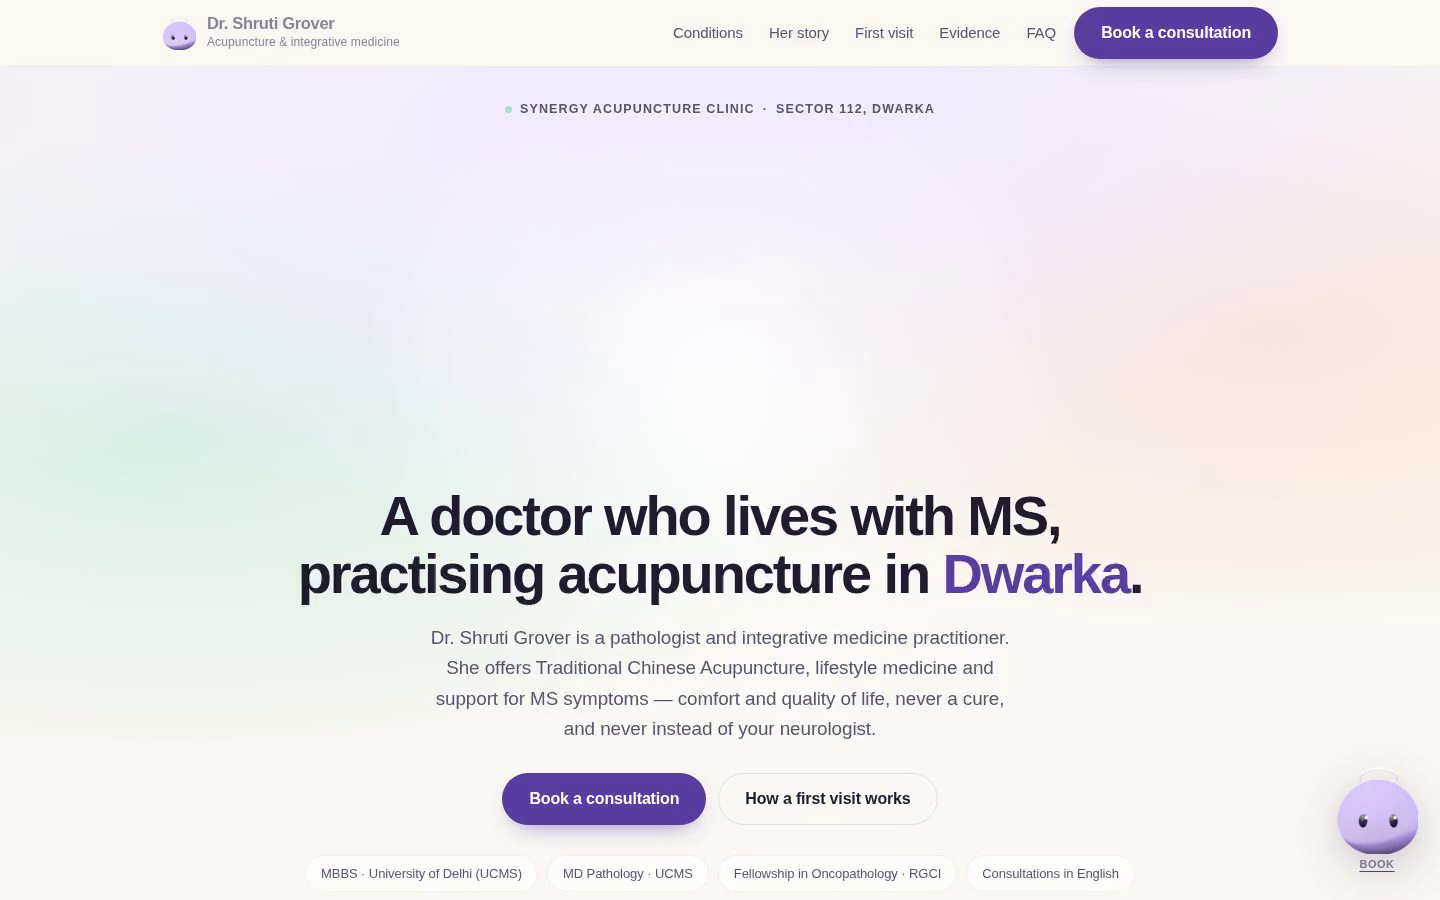 Dr. Shruti Grover
Acupuncture & integrative medicine
Conditions
Her story
First visit
Evidence
FAQ
Book a consultation
SYNERGY ACUPUNCTURE CLINIC · SECTOR 112, DWARKA
A doctor who lives with MS,
practising acupuncture in Dwarka.
Dr. Shruti Grover is a pathologist and integrative medicine practitioner.
She offers Traditional Chinese Acupuncture, lifestyle medicine and
support for MS symptoms — comfort and quality of life, never a cure,
and never instead of your neurologist.
Book a consultation
How a first visit works
MBBS · University of Delhi (UCMS)
MD Pathology · UCMS
Fellowship in Oncopathology · RGCI
Consultations in English
BOOK